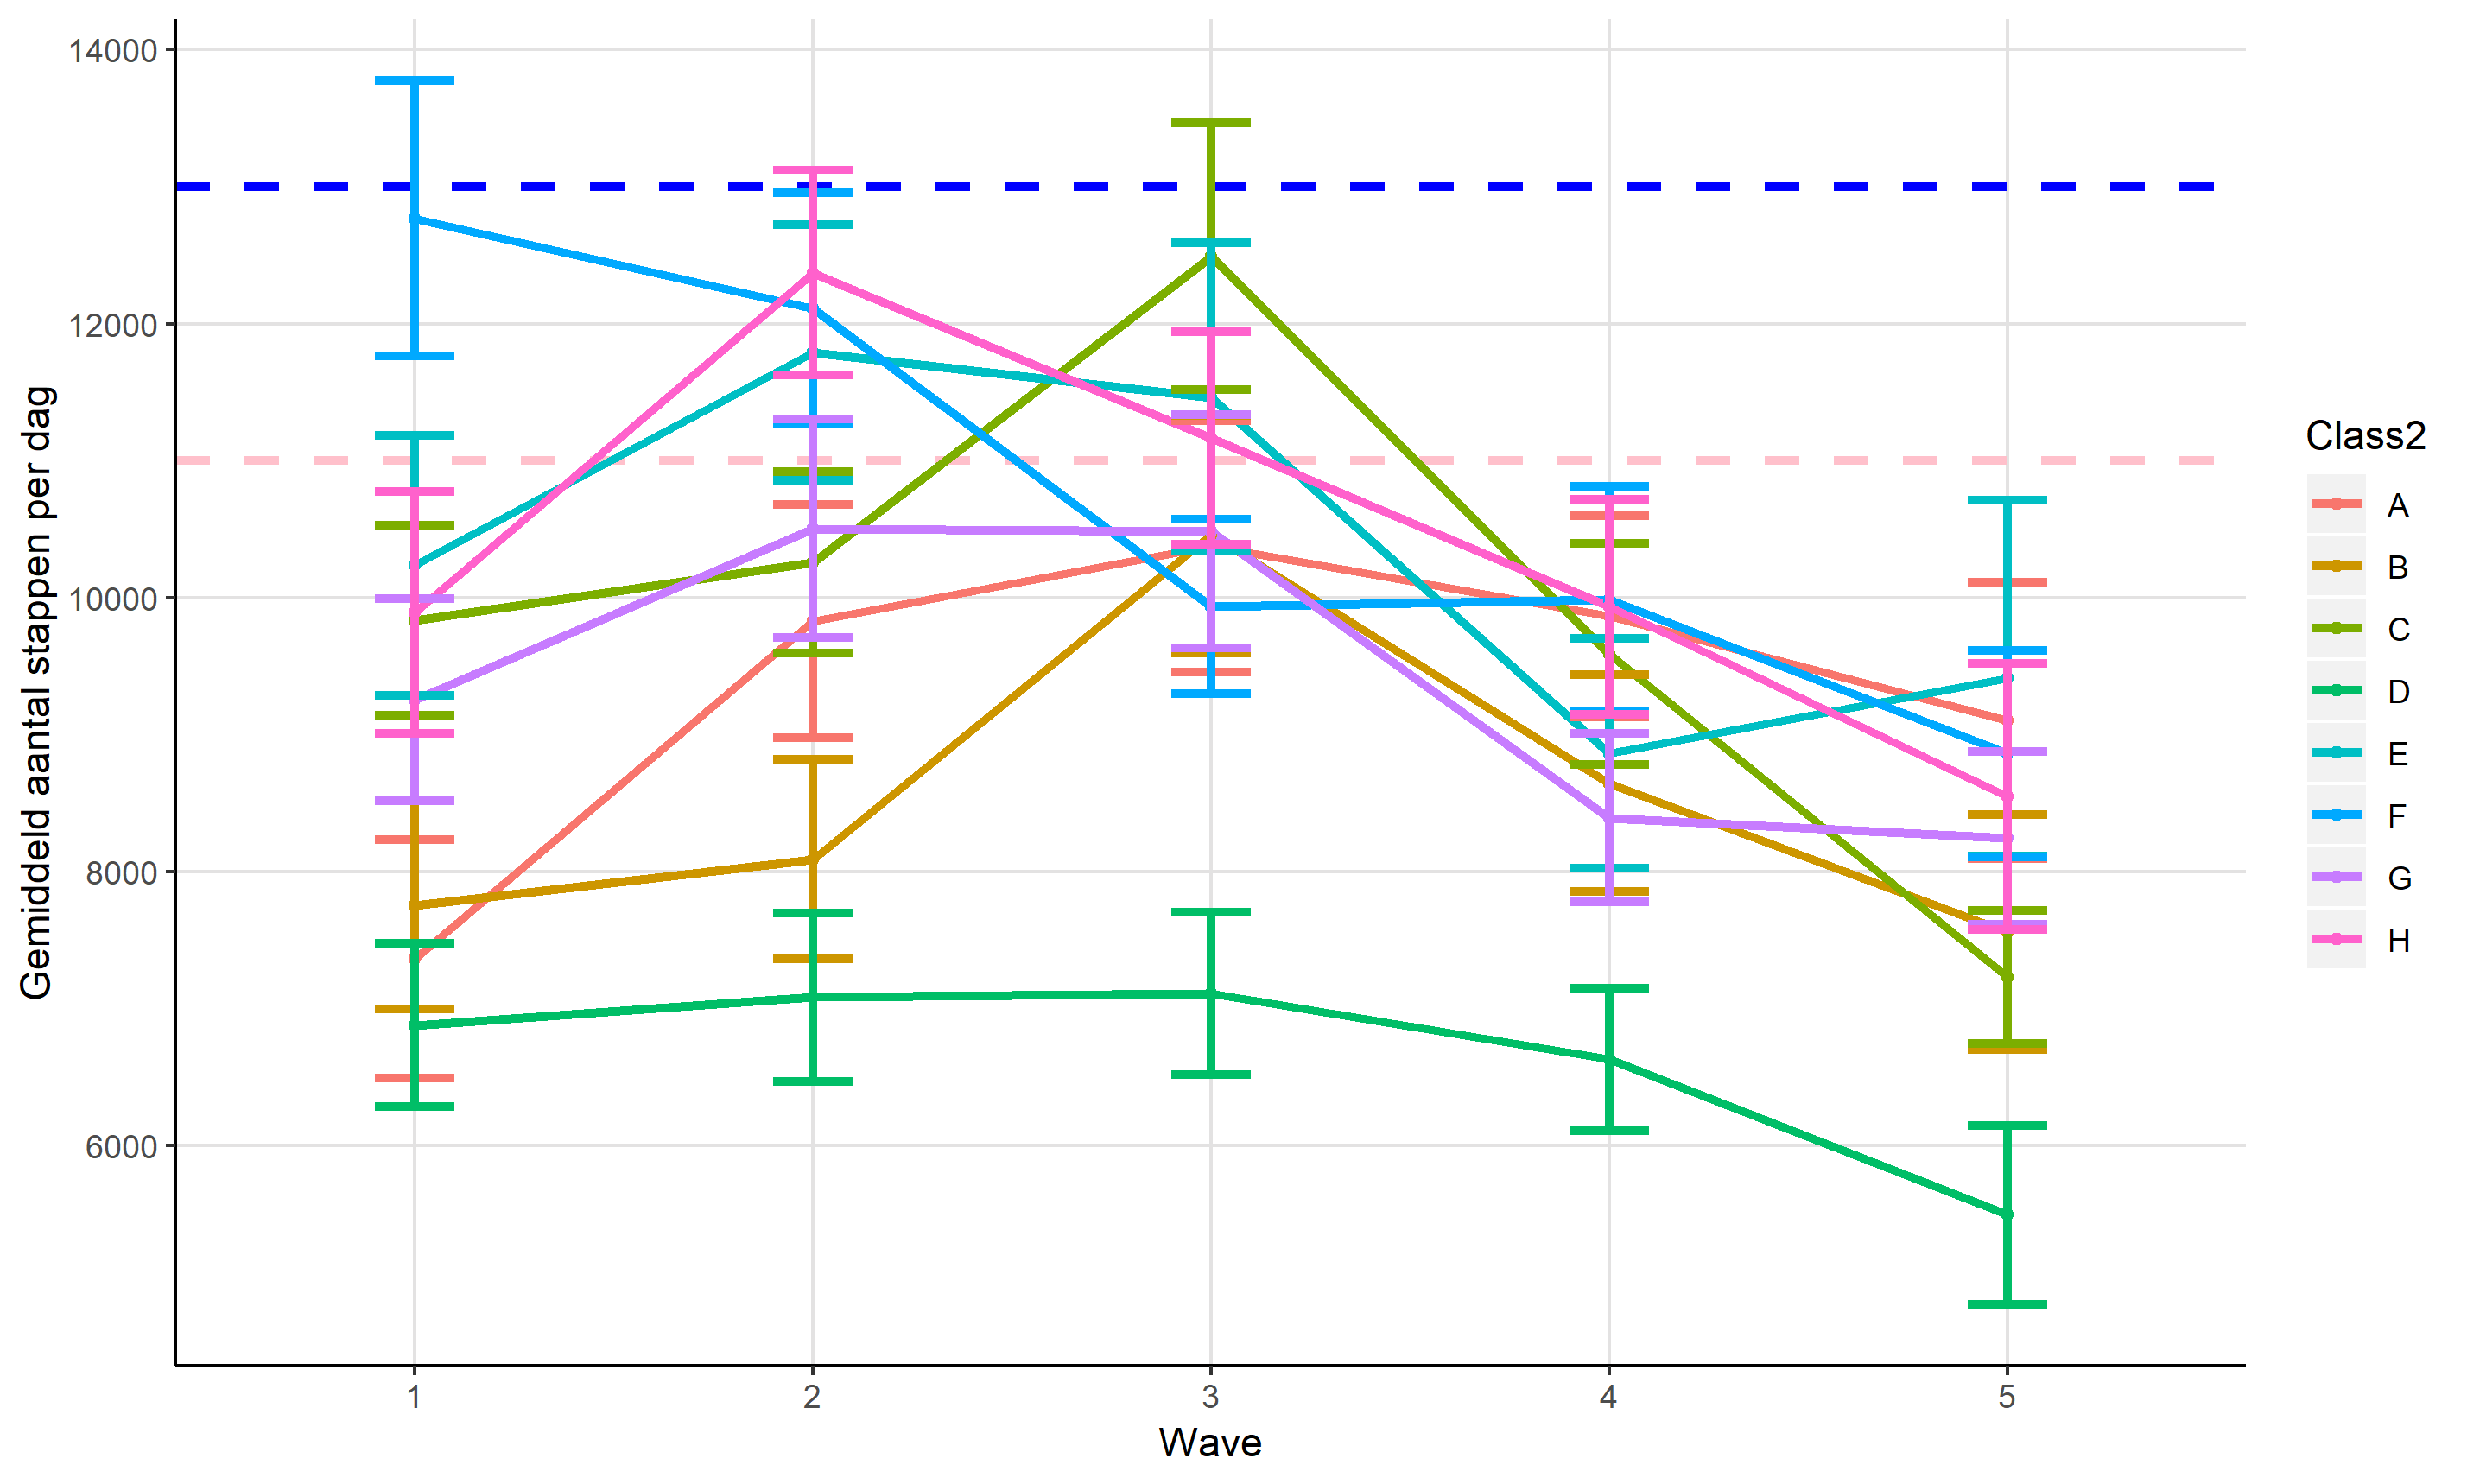 14000
12000
10000
8000
6000
Gemiddeld aantal stappen per dag
1 2 3 4 5
Wave
Class2
A
B
C
D
E
F
G
H